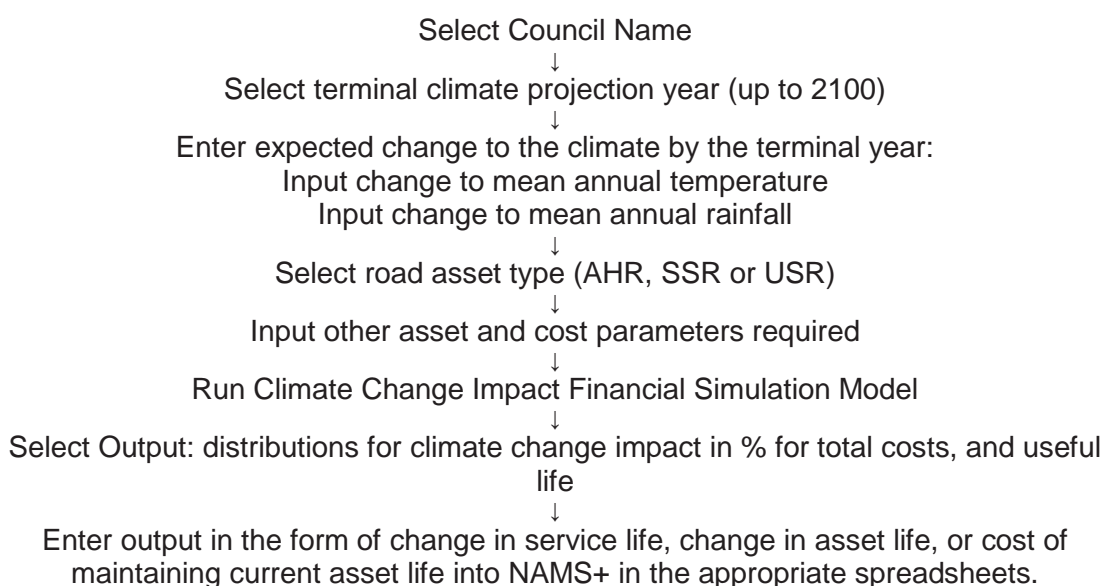 Select Council Name
↓
Select terminal climate projection year (up to 2100)
↓
Enter expected change to the climate by the terminal year:
Input change to mean annual temperature
Input change to mean annual rainfall
↓
Select road asset type (AHR, SSR or USR)
↓
Input other asset and cost parameters required
↓
Run Climate Change Impact Financial Simulation Model
↓
Select Output: distributions for climate change impact in % for total costs, and useful
life
↓
Enter output in the form of change in service life, change in asset life, or cost of
maintaining current asset life into NAMS+ in the appropriate spreadsheets.